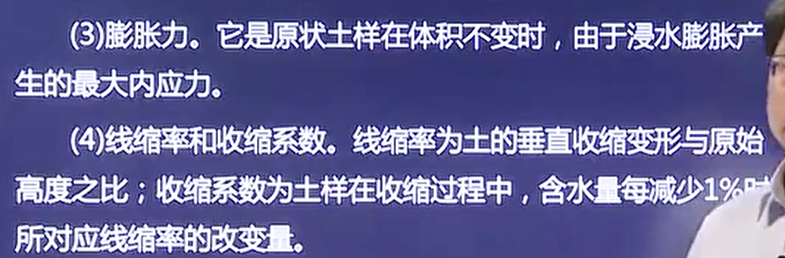 (3)膨胀力。它是原状土样在体积不变时，由于浸水膨胀产
生的最大内应力。
(4)线缩率和收缩系数。线缩率为土的垂直收缩变形与原始
高度之比；收缩系数为土样在收缩过程中，含水量每减少1%时
所对应线缩率的改变量。